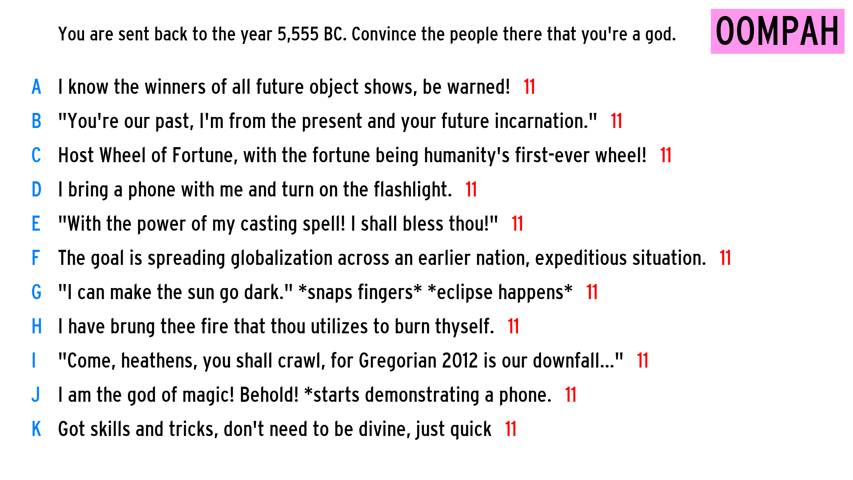 You are sent back to the year 5,555 BC. Convince the people there that you're a god.
OOMPAH
A I know the winners of all future object shows, be warned! 11
B "You're our past, I'm from the present and your future incarnation." 11
C Host Wheel of Fortune, with the fortune being humanity's first-ever wheel! 11
D I bring a phone with me and turn on the flashlight. 11
E "With the power of my casting spell! I shall bless thou!" 11
F The goal is spreading globalization across an earlier nation, expeditious situation. 11
G "I can make the sun go dark." *snaps fingers* *eclipse happens* 11
H I have brung thee fire that thou utilizes to burn thyself. 11
I "Come, heathens, you shall crawl, for Gregorian 2012 is our downfall..." 11
J I am the god of magic! Behold! *starts demonstrating a phone. 11
K Got skills and tricks, don't need to be divine, just quick 11